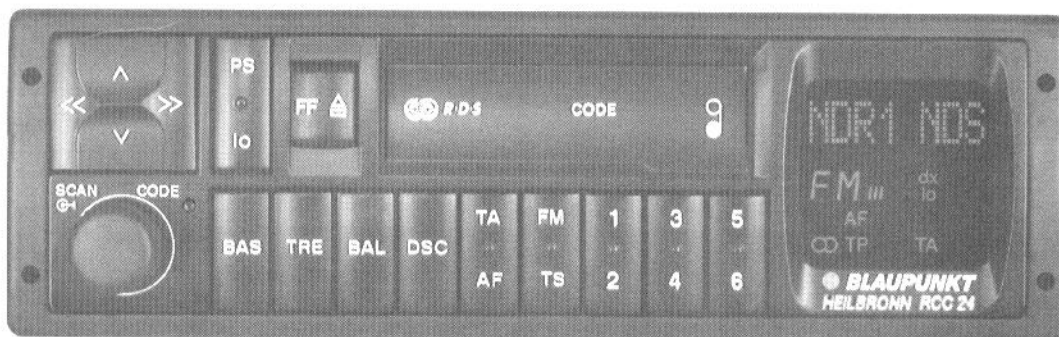 PS
lo
FF
R·D·S CODE
NDR1 NDS
FM III
dx
lo
AF
TP TA
SCAN CODE
BAS TRE BAL DSC
TA
AF
FM
TS
1
2
3
4
5
6
BLAUPUNKT
HEILBRONN RCC 24